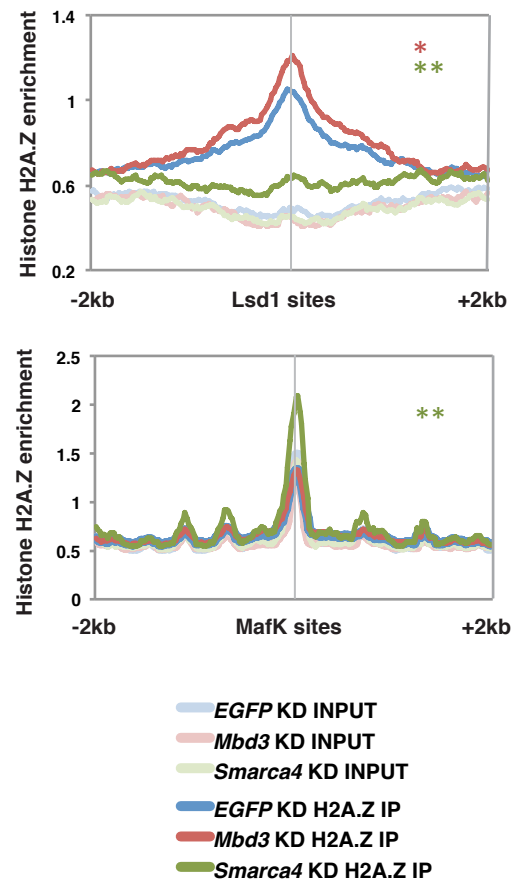 Histone H2A.Z enrichment
1.4
1
0.6
0.2
*
**
-2kb Lsd1 sites +2kb
Histone H2A.Z enrichment
2.5
2
1.5
1
0.5
0
**
-2kb MafK sites +2kb
EGFP KD INPUT
Mbd3 KD INPUT
Smarca4 KD INPUT
EGFP KD H2A.Z IP
Mbd3 KD H2A.Z IP
Smarca4 KD H2A.Z IP